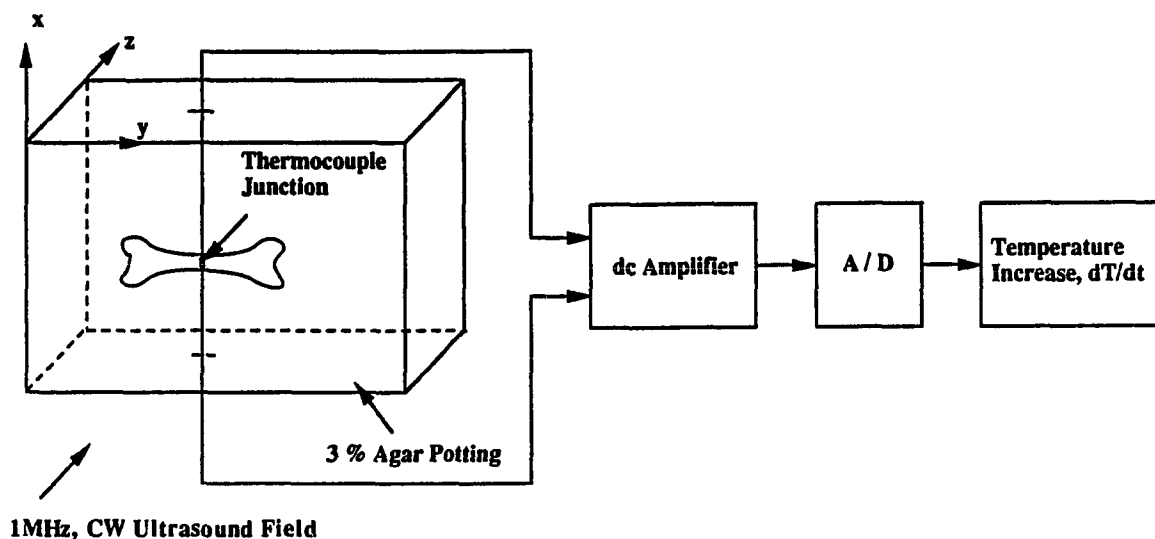 x
z
y
Thermocouple
Junction
dc Amplifier
A / D
Temperature
Increase, dT/dt
3 % Agar Potting
1MHz, CW Ultrasound Field